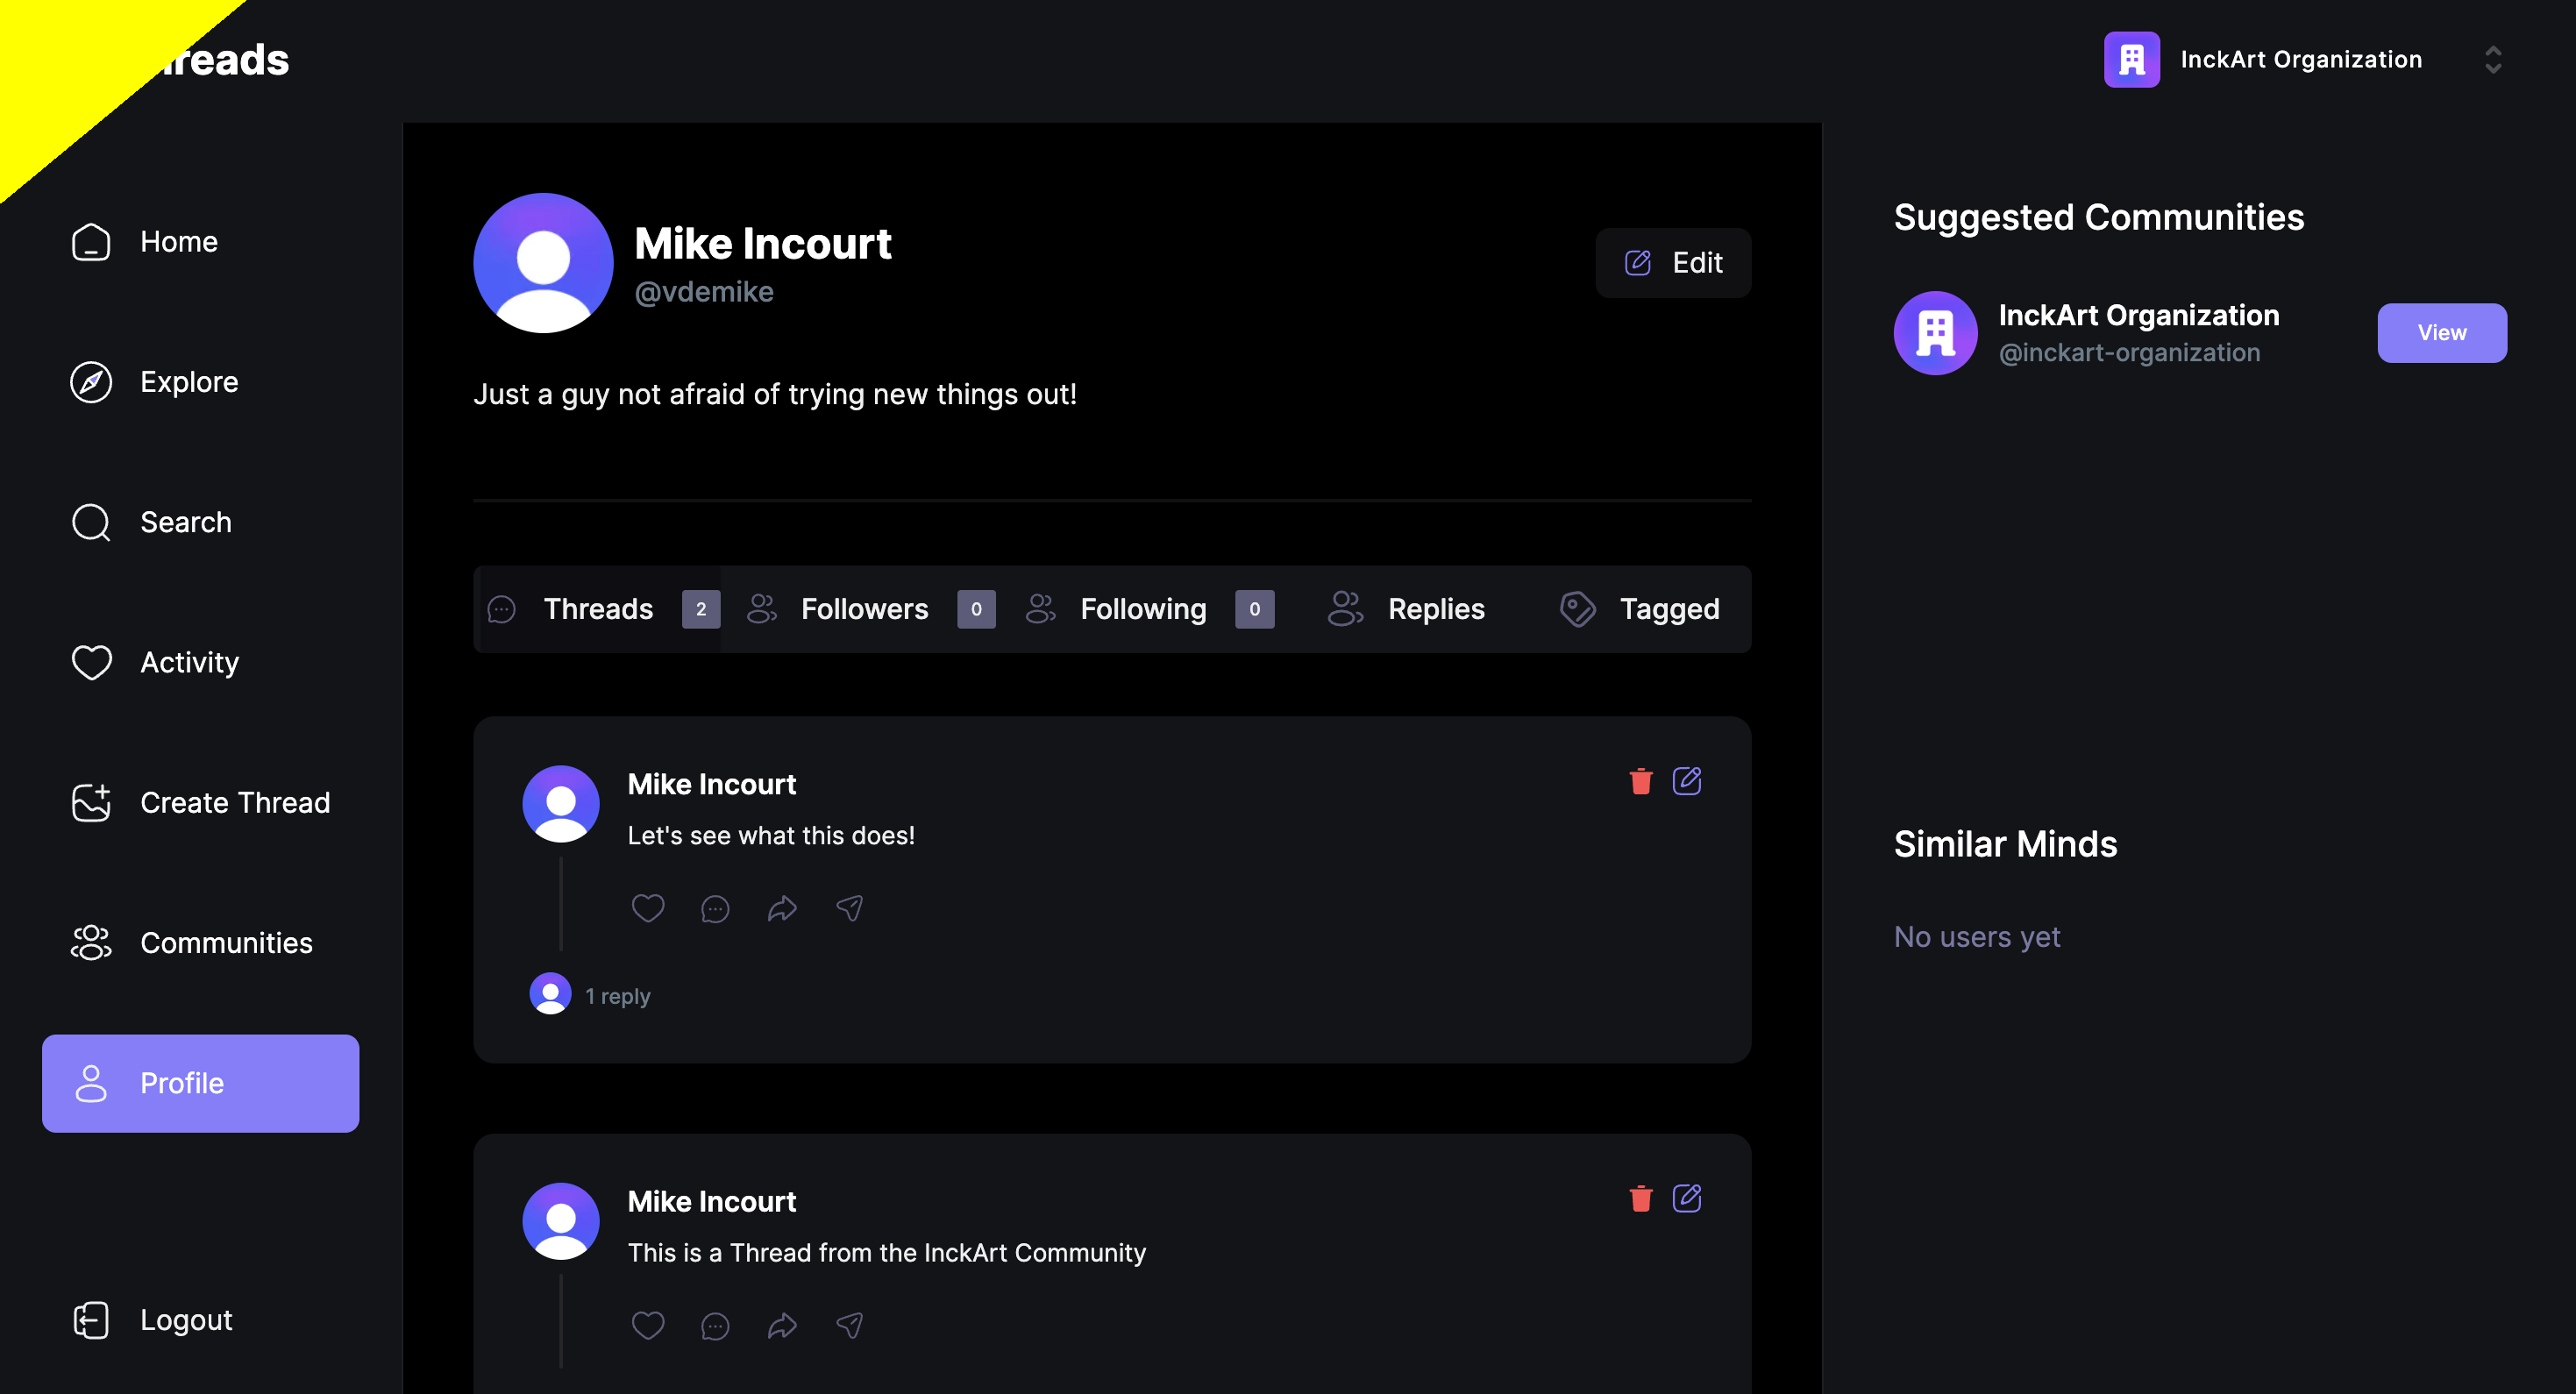 InckArt Organization
Home
Explore
Search
Activity
Create Thread
Communities
Profile
Logout
Mike Incourt
@vdemike
Edit
Just a guy not afraid of trying new things out!
Threads 2 Followers 0 Following 0 Replies Tagged
Mike Incourt
Let's see what this does!
1 reply
Mike Incourt
This is a Thread from the InckArt Community
Suggested Communities
InckArt Organization
@inckart-organization
View
Similar Minds
No users yet